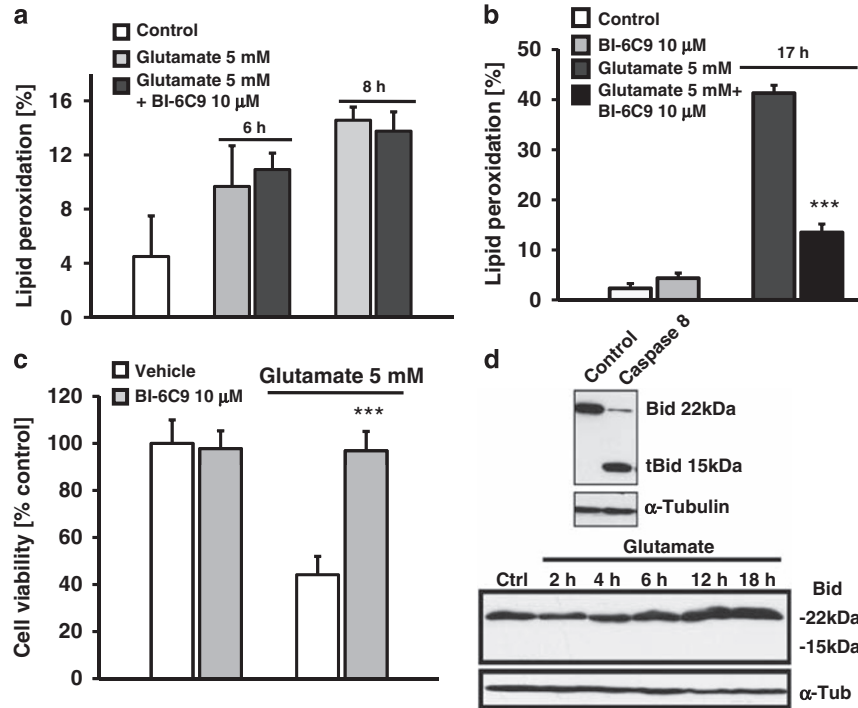 a
Control
Glutamate 5 mM
Glutamate 5 mM
+ BI-6C9 10 μM
Lipid peroxidation [%]
16
12
8
4
0
6 h
8 h
b
Control
BI-6C9 10 μM
Glutamate 5 mM
Glutamate 5 mM+
BI-6C9 10 μM
Lipid peroxidation [%]
50
40
30
20
10
0
17 h
***
c
Vehicle
BI-6C9 10 μM
Cell viability [% control]
120
100
80
60
40
20
0
Glutamate 5 mM
***
d
Control
Caspase 8
Bid 22kDa
tBid 15kDa
α-Tubulin
Glutamate
Ctrl 2 h 4 h 6 h 12 h 18 h Bid
-22kDa
-15kDa
α-Tub